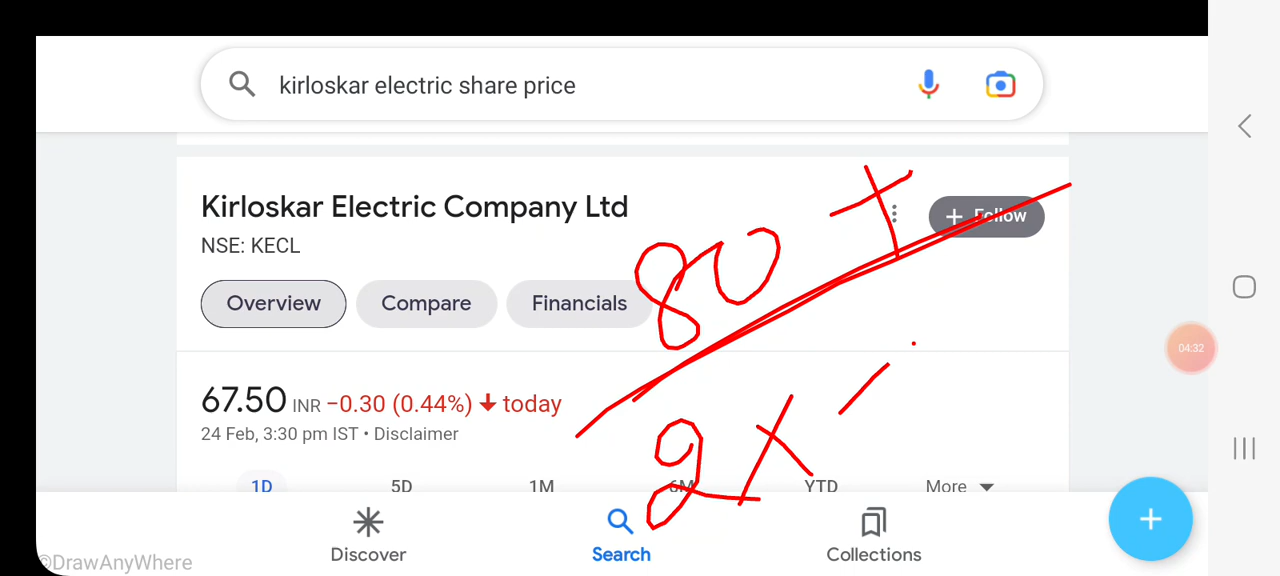 kirloskar electric share price
Kirloskar Electric Company Ltd
NSE: KECL
+ Follow
80 +
Overview Compare Financials
67.50 INR −0.30 (0.44%) ↓ today
24 Feb, 3:30 pm IST • Disclaimer
2x -
1D 5D 1M 6M YTD More
Discover Search Collections
©DrawAnyWhere
04:32